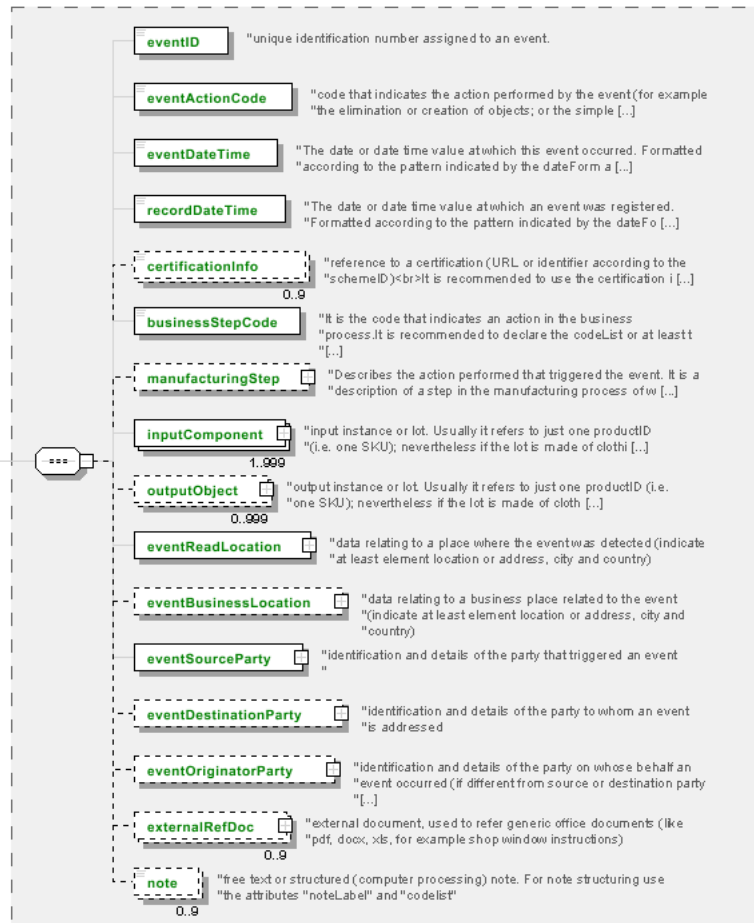 eventID
"unique identification number assigned to an event.
eventActionCode
"code that indicates the action performed by the event (for example
"the elimination or creation of objects; or the simple [...]
eventDateTime
"The date or date time value at which this event occurred. Formatted
"according to the pattern indicated by the dateForm a [...]
recordDateTime
"The date or date time value at which an event was registered.
"Formatted according to the pattern indicated by the dateFo [...]
certificationInfo
"reference to a certification (URL or identifier according to the
"schemeID)<br>It is recommended to use the certification i [...]
0..9
businessStepCode
"It is the code that indicates an action in the business
"process.It is recommended to declare the codeList or at least t
"[...]
manufacturingStep
"Describes the action performed that triggered the event. It is a
"description of a step in the manufacturing process of w [...]
inputComponent
"input instance or lot. Usually it refers to just one productID
"(i.e. one SKU); nevertheless if the lot is made of clothi [...]
1..999
outputObject
"output instance or lot. Usually it refers to just one productID (i.e.
"one SKU); nevertheless if the lot is made of cloth [...]
0..999
eventReadLocation
"data relating to a place where the event was detected (indicate
"at least element location or address, city and country)
eventBusinessLocation
"data relating to a business place related to the event
"(indicate at least element location or address, city and
"country)
eventSourceParty
"identification and details of the party that triggered an event
"
eventDestinationParty
"identification and details of the party to whom an event
"is addressed
eventOriginatorParty
"identification and details of the party on whose behalf an
"event occurred (if different from source or destination party
"[...]
externalRefDoc
"external document, used to refer generic office documents (like
"pdf, docx, xls, for example shop window instructions)
0..9
note
"free text or structured (computer processing) note. For note structuring use
"the attributes "noteLabel" and "codelist"
0..9